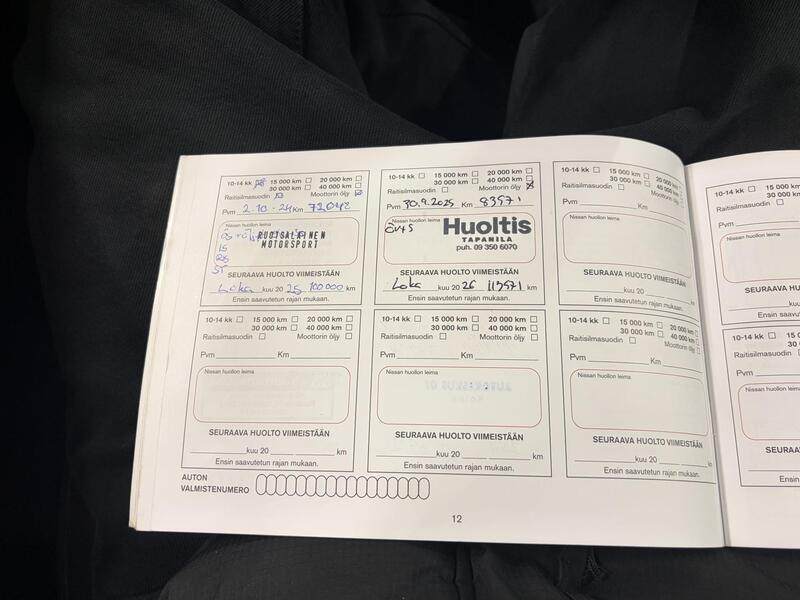 10-14 kk 15 000 km 20 000 km
30 000 km 40 000 km
Raitisilmasuodin Moottorin öljy
Pvm 2.10.24 Km 72042
Nissan huollon leima
RUOTSALAINEN
MOTORSPORT
SEURAAVA HUOLTO VIIMEISTÄÄN
Loka kuu 20 25 100000 km
Ensin saavutetun rajan mukaan.
10-14 kk 15 000 km 20 000 km
30 000 km 40 000 km
Raitisilmasuodin Moottorin öljy
Pvm 30.9.2025 Km 83571
Nissan huollon leima
Huoltis
TAPANILA
puh. 09 350 6070
SEURAAVA HUOLTO VIIMEISTÄÄN
Loka kuu 20 26 113571 km
Ensin saavutetun rajan mukaan.
10-14 kk 15 000 km 20 000
30 000 km 40 000
Raitisilmasuodin Moottorin öljy
Pvm Km
Nissan huollon leima
SEURAAVA HUOLTO VIIMEISTÄÄN
kuu 20 km
Ensin saavutetun rajan mukaan.
10-14 kk 15 000
30
Raitisilmasuodin
Pvm
Nissan huollon leima
SEURAAVA
Ensin
10-14 kk 15 000 km 20 000 km
30 000 km 40 000 km
Raitisilmasuodin Moottorin öljy
Pvm Km
Nissan huollon leima
SEURAAVA HUOLTO VIIMEISTÄÄN
kuu 20 km
Ensin saavutetun rajan mukaan.
10-14 kk 15 000 km 20 000 km
30 000 km 40 000 km
Raitisilmasuodin Moottorin öljy
Pvm Km
Nissan huollon leima
SEURAAVA HUOLTO VIIMEISTÄÄN
kuu 20 km
Ensin saavutetun rajan mukaan.
10-14 kk 15 000 km 20 000 km
30 000 km 40 000 km
Raitisilmasuodin Moottorin öljy
Pvm Km
Nissan huollon leima
SEURAAVA HUOLTO VIIMEISTÄÄN
kuu 20 km
Ensin saavutetun rajan mukaan.
10-14 kk 15 000
30
Raitisilmasuodin
Pvm
Nissan huollon leima
SEURAA
Ensin
AUTON
VALMISTENUMERO
12